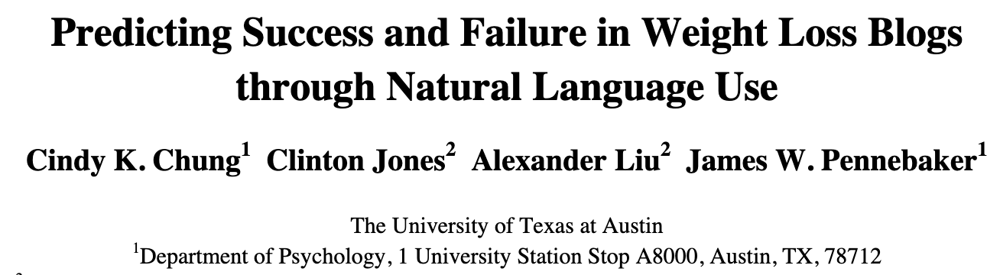 Predicting Success and Failure in Weight Loss Blogs
through Natural Language Use
Cindy K. Chung¹ Clinton Jones² Alexander Liu² James W. Pennebaker¹
The University of Texas at Austin
¹Department of Psychology, 1 University Station Stop A8000, Austin, TX, 78712